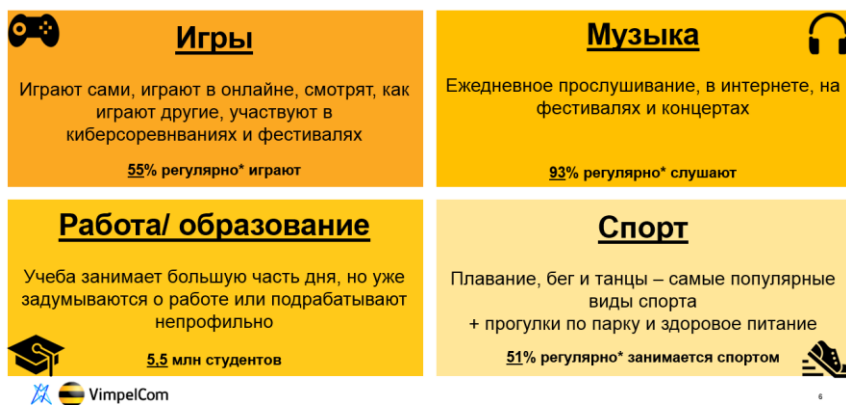 Игры
Играют сами, играют в онлайне, смотрят, как
играют другие, участвуют в
киберсоревнваниях и фестивалях
55% регулярно* играют
Музыка
Ежедневное прослушивание, в интернете, на
фестивалях и концертах
93% регулярно* слушают
Работа/ образование
Учеба занимает большую часть дня, но уже
задумываются о работе или подрабатывают
непрофильно
5,5 млн студентов
Спорт
Плавание, бег и танцы – самые популярные
виды спорта
+ прогулки по парку и здоровое питание
51% регулярно* занимается спортом
VimpelCom
6